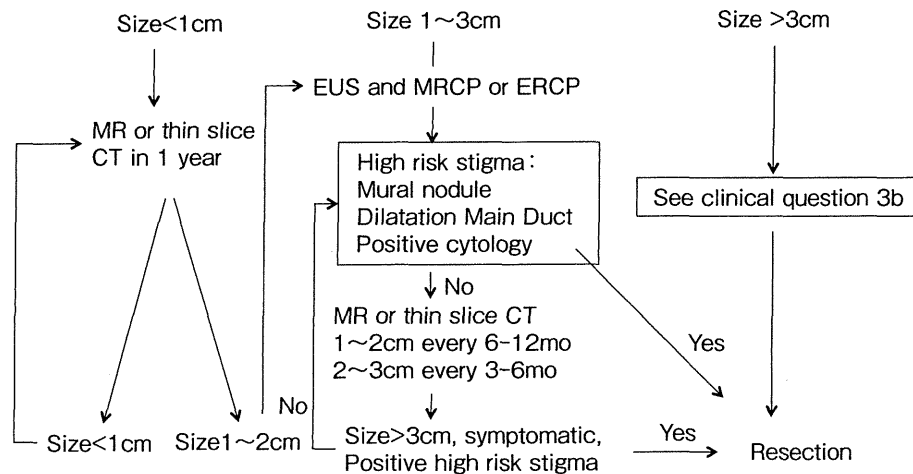 Size<1cm
Size 1~3cm
Size >3cm
EUS and MRCP or ERCP
MR or thin slice
CT in 1 year
High risk stigma:
Mural nodule
Dilatation Main Duct
Positive cytology
See clinical question 3b
No
MR or thin slice CT
1~2cm every 6-12mo
2~3cm every 3-6mo
Yes
No
Size<1cm
Size1~2cm
Size>3cm, symptomatic,
Positive high risk stigma
Yes
Resection